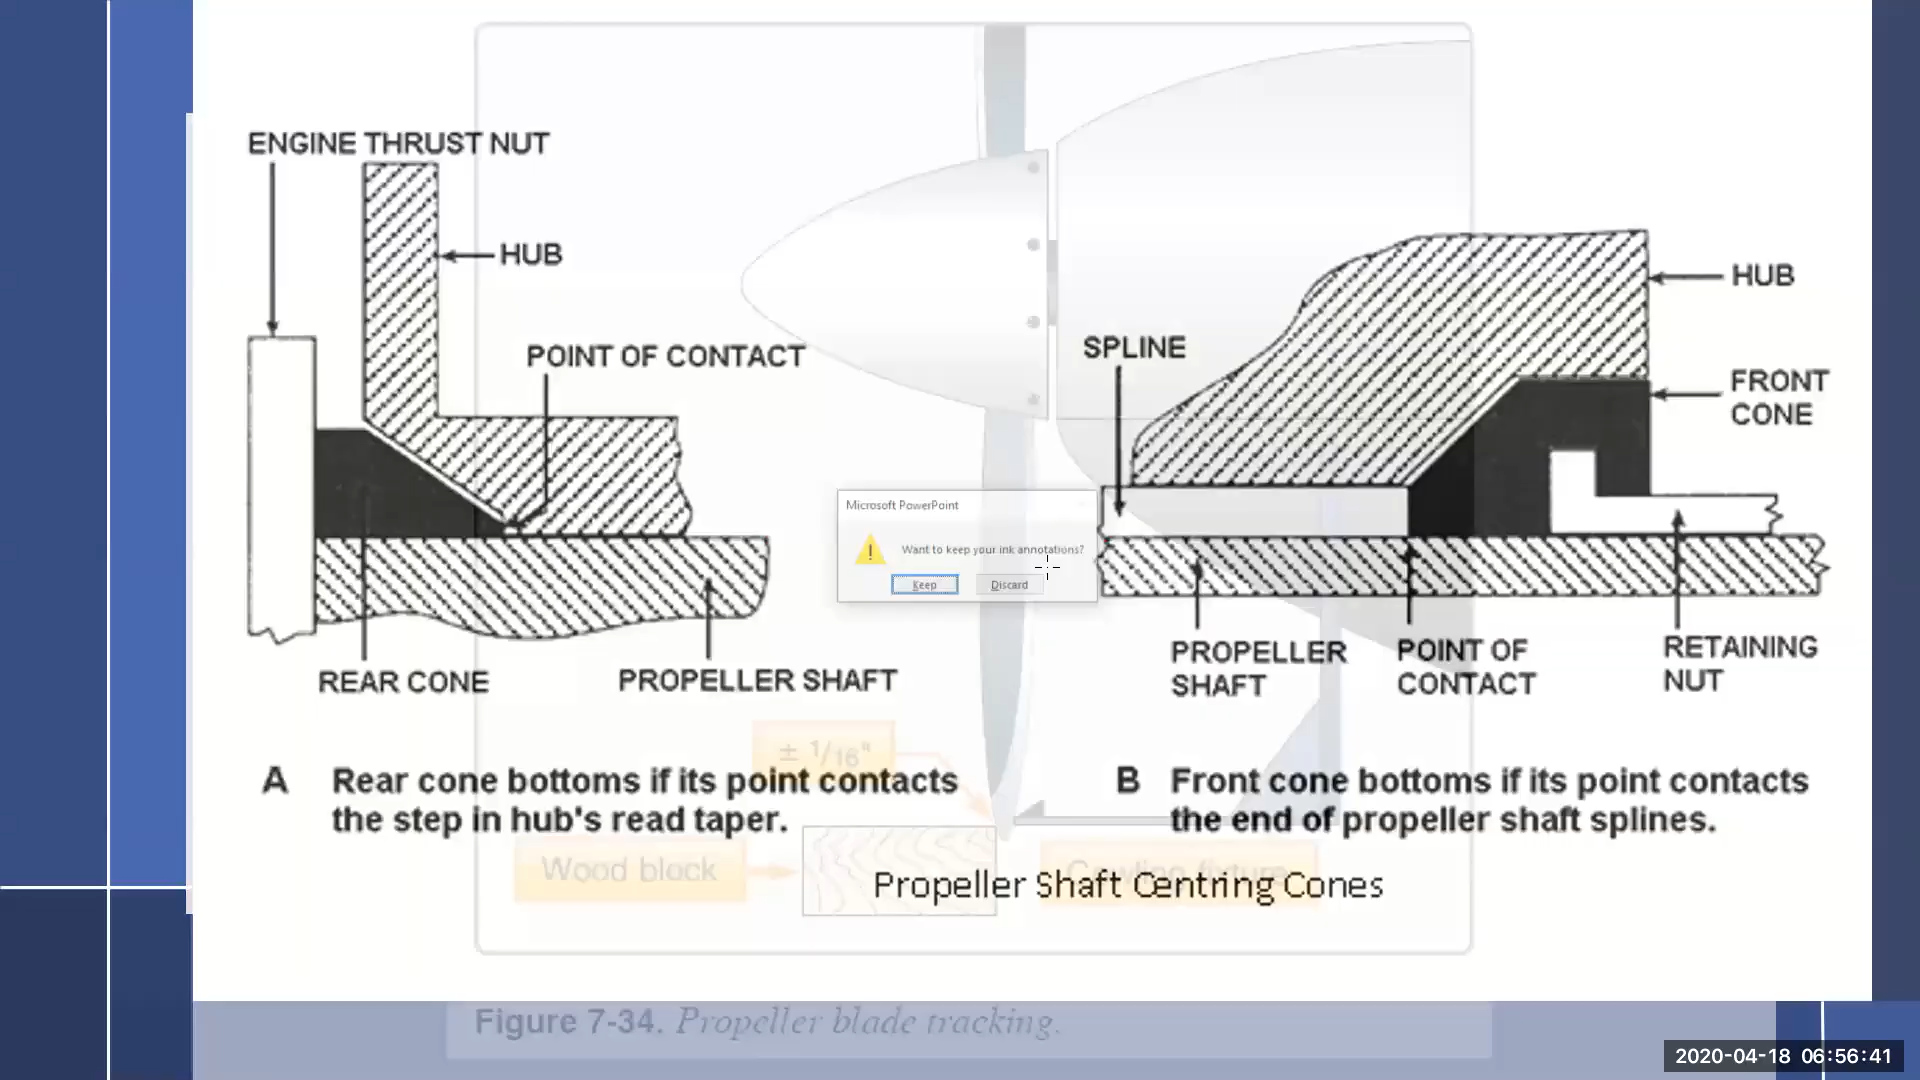 ENGINE THRUST NUT
HUB
POINT OF CONTACT
REAR CONE
PROPELLER SHAFT
SPLINE
HUB
FRONT
CONE
PROPELLER
SHAFT
POINT OF
CONTACT
RETAINING
NUT
Microsoft PowerPoint
Want to keep your ink annotations?
Keep
Discard
± 1/16"
A Rear cone bottoms if its point contacts
the step in hub's read taper.
B Front cone bottoms if its point contacts
the end of propeller shaft splines.
Wood block
Cowling fixture
Propeller Shaft Centring Cones
Figure 7-34. Propeller blade tracking.
2020-04-18 06:56:41